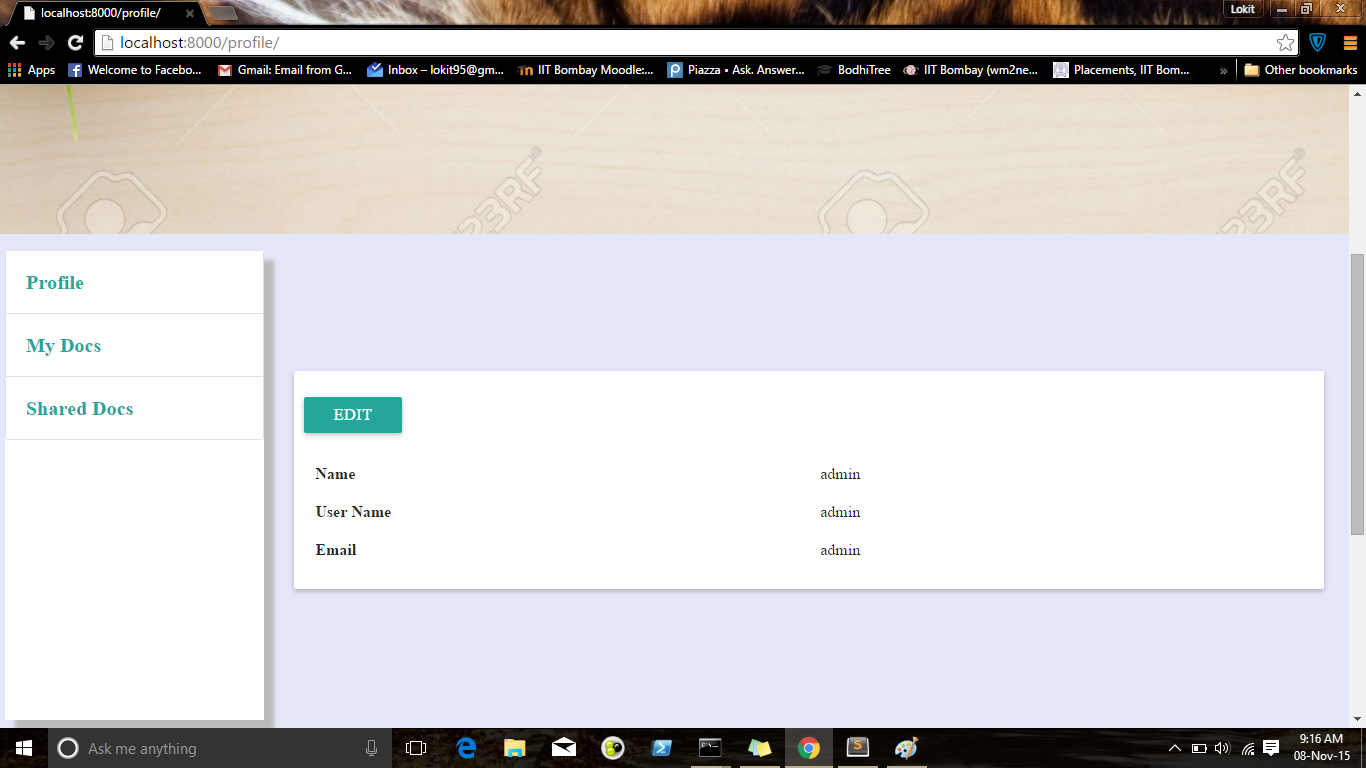 localhost:8000/profile/
Lokit
localhost:8000/profile/
Apps
Welcome to Facebo...
Gmail: Email from G...
Inbox – lokit95@gm...
IIT Bombay Moodle:...
Piazza • Ask. Answer...
BodhiTree
IIT Bombay (wm2ne...
Placements, IIT Bom...
»
Other bookmarks
123RF
123RF
Profile
My Docs
Shared Docs
EDIT
Name admin
User Name admin
Email admin
Ask me anything
9:16 AM
08-Nov-15